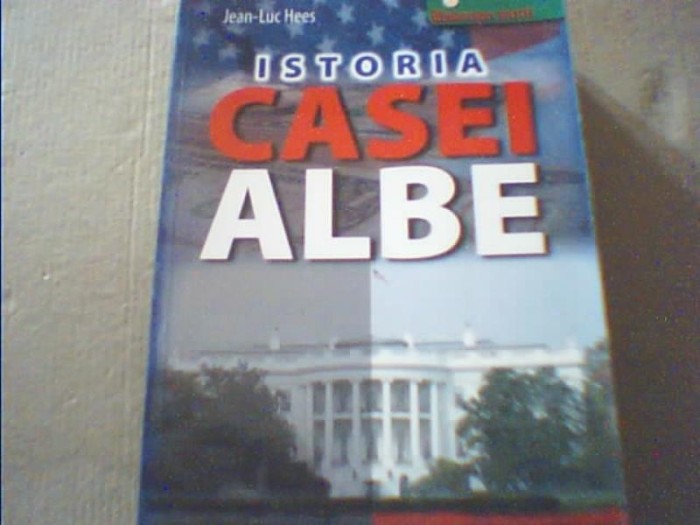 Jean-Luc Hees
ISTORIA
CASEI
ALBE